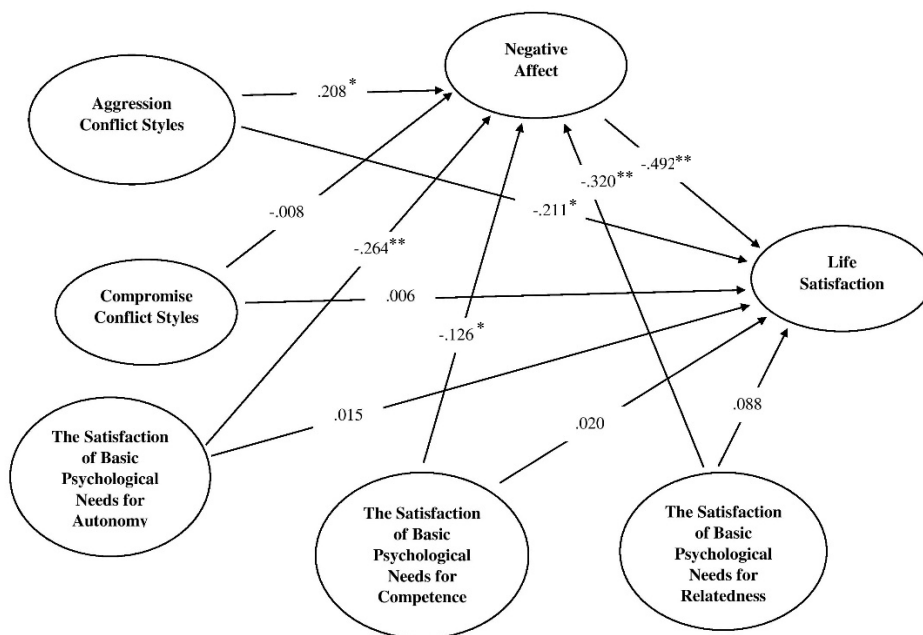 Negative
Affect
Aggression
Conflict Styles
.208*
-.492**
-.320**
-.211*
-.008
-.264**
Life
Satisfaction
Compromise
Conflict Styles
.006
-.126*
.015
.020
.088
The Satisfaction
of Basic
Psychological
Needs for
Autonomy
The Satisfaction
of Basic
Psychological
Needs for
Competence
The Satisfaction
of Basic
Psychological
Needs for
Relatedness